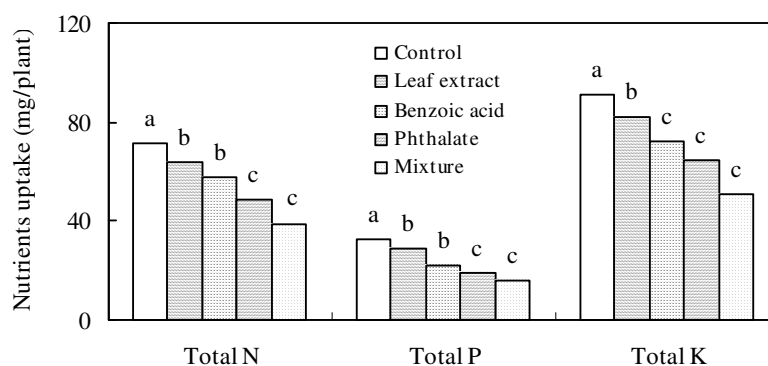 120
80
40
0
Nutrients uptake (mg/plant)
Control
Leaf extract
Benzoic acid
Phthalate
Mixture
a
b
b
c
c
a
b
b
c
c
a
b
c
c
c
Total N
Total P
Total K